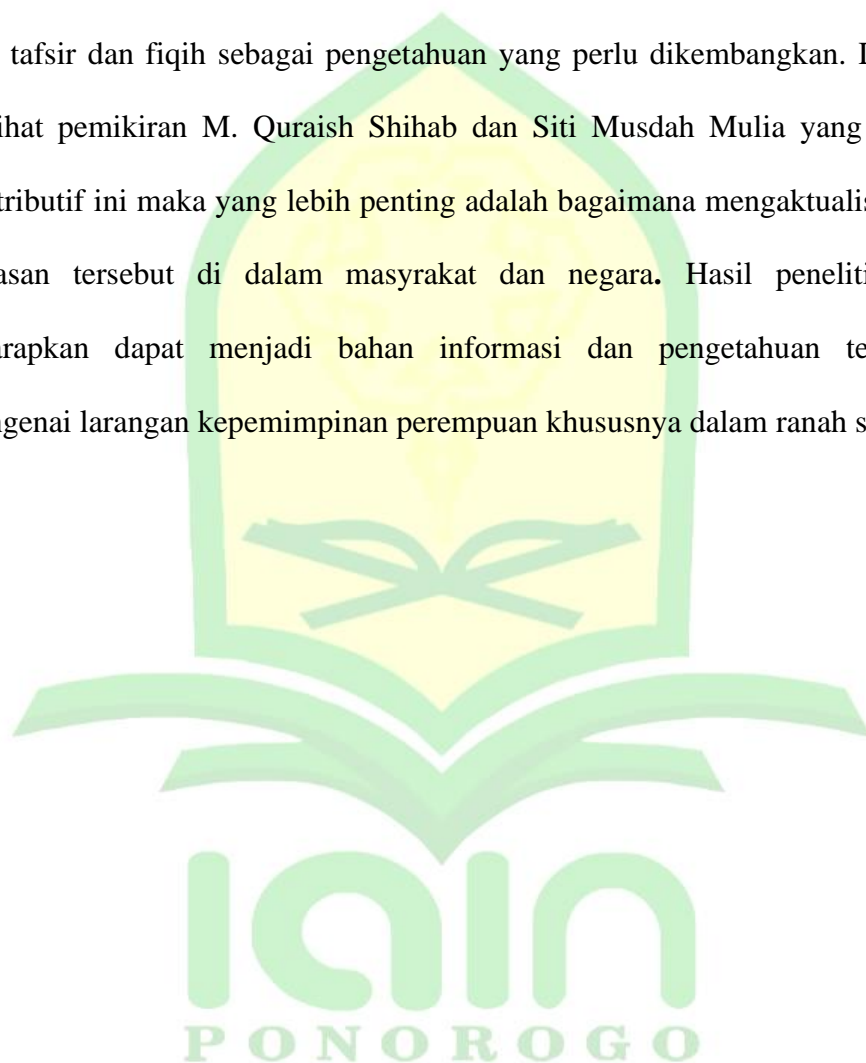 tafsir dan fiqih sebagai pengetahuan yang perlu dikembangkan.
ihat pemikiran M. Quraish Shihab dan Siti Musdah Mulia yang
tributif ini maka yang lebih penting adalah bagaimana mengaktualis
asan tersebut di dalam masyrakat dan negara. Hasil peneliti
arapkan dapat menjadi bahan informasi dan pengetahuan te
ngenai larangan kepemimpinan perempuan khususnya dalam ranah s
iain
PONOROGO